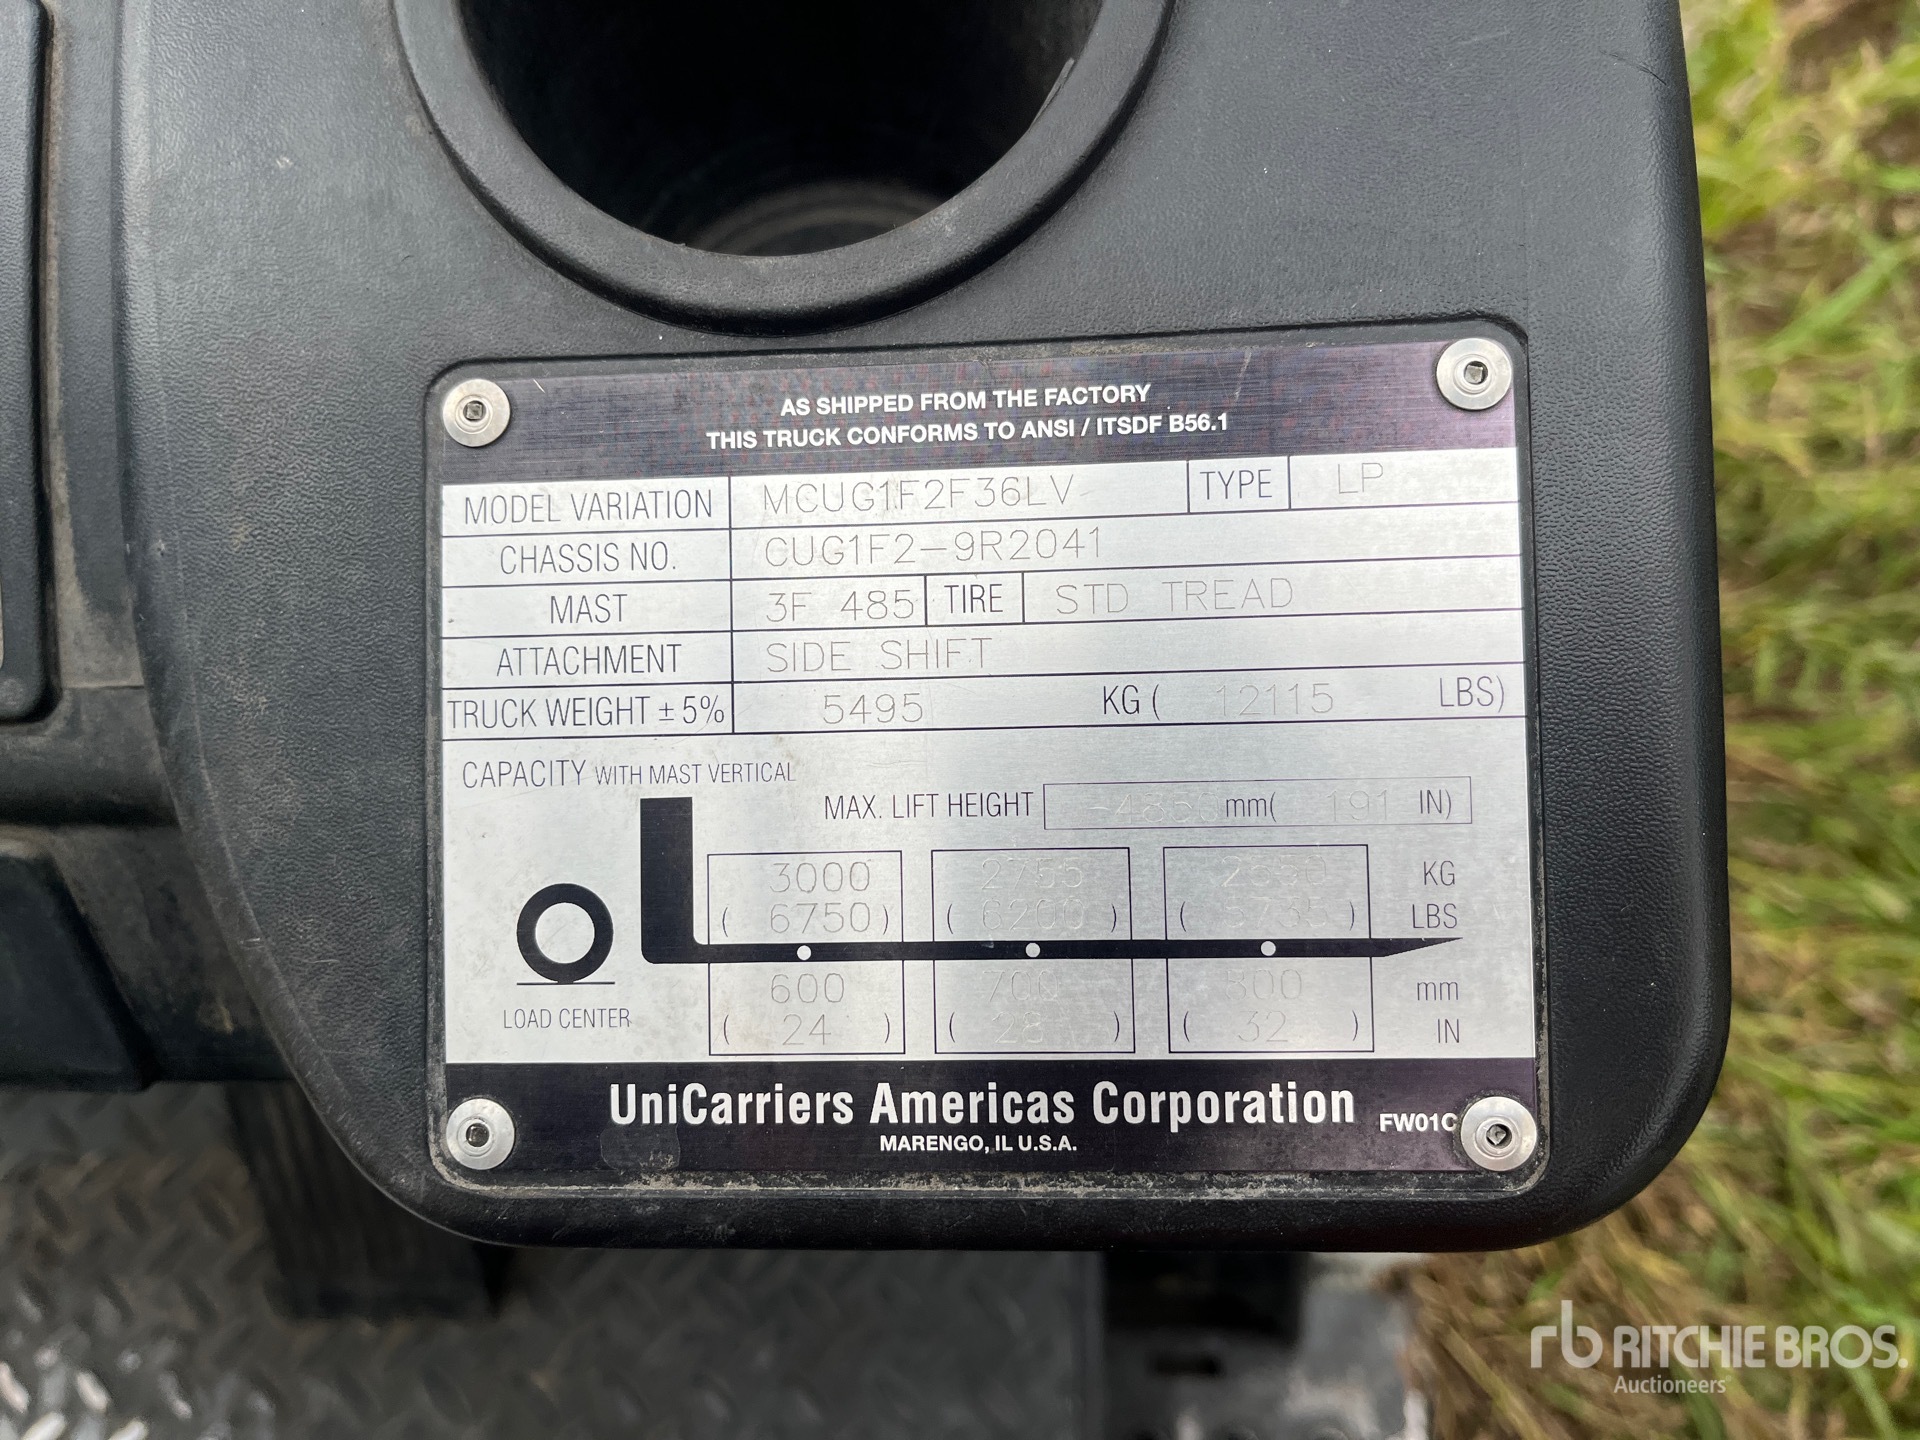 AS SHIPPED FROM THE FACTORY
THIS TRUCK CONFORMS TO ANSI / ITSDF B56.1
MODEL VARIATION MCUG1F2F36LV TYPE LP
CHASSIS NO. CUG1F2-9R2041
MAST 3F 485 TIRE STD TREAD
ATTACHMENT SIDE SHIFT
TRUCK WEIGHT ± 5% 5495 KG ( 12115 LBS)
CAPACITY WITH MAST VERTICAL
MAX. LIFT HEIGHT mm( 191 IN)
3000 2755 2550 KG
( 6750 ) ( 6200 ) ( 5735 ) LBS
600 700 800 mm
LOAD CENTER ( 24 ) ( 28 ) ( 32 ) IN
UniCarriers Americas Corporation FW01C
MARENGO, IL U.S.A.
rb RITCHIE BROS.
Auctioneers